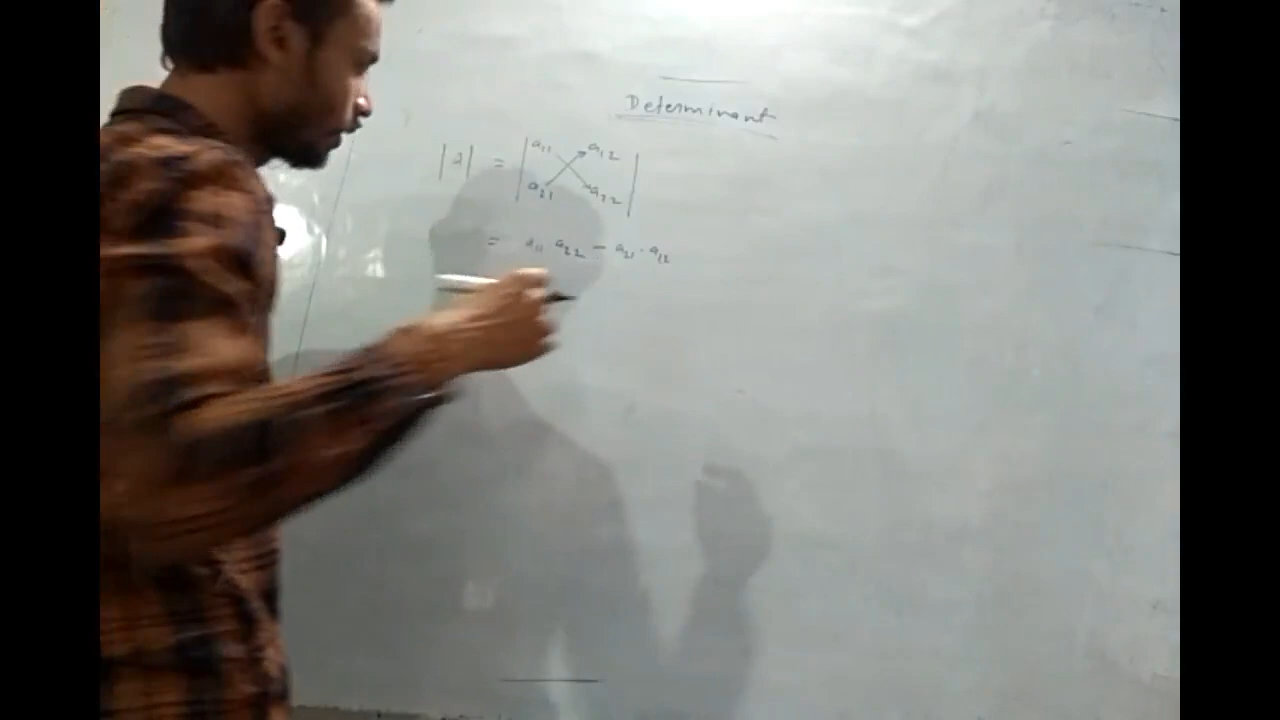 Determinant
|A| = | a11 a12 |
| a21 a22 |
= a11 a22 - a21 . a12